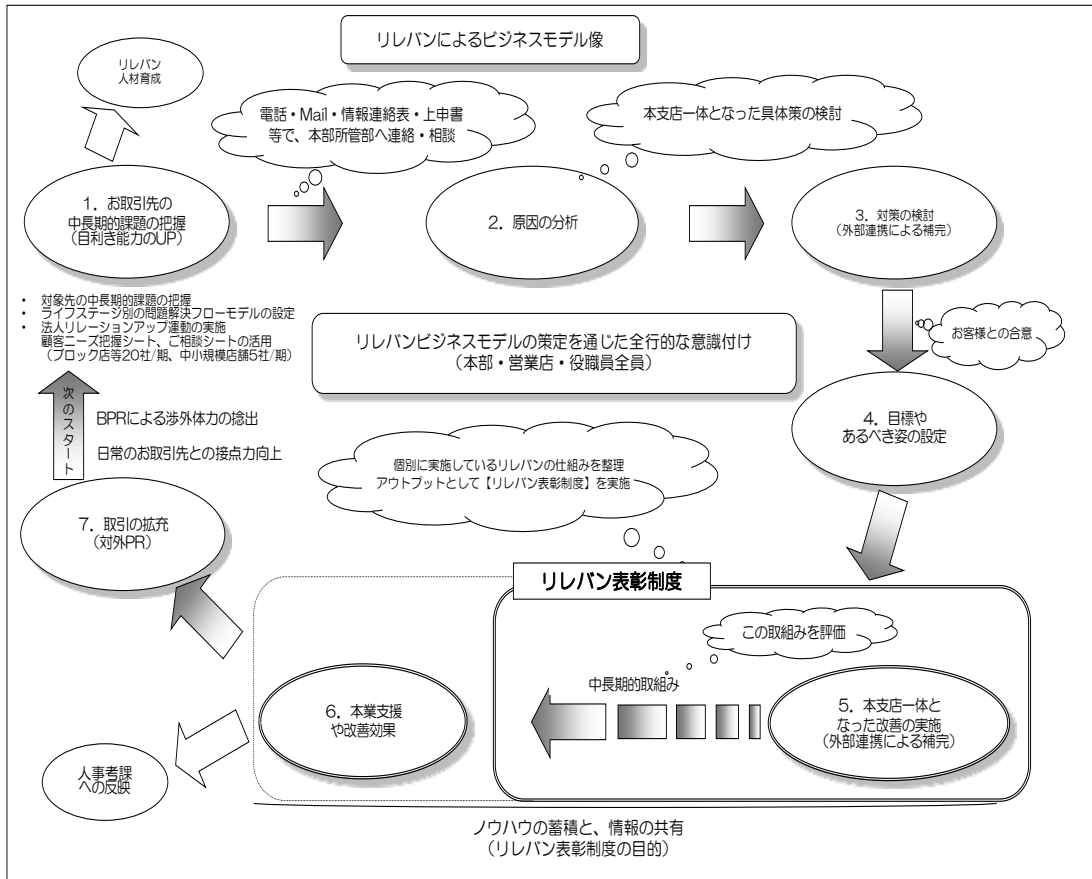 リレバンによるビジネスモデル像
リレバン
人材育成
電話・Mail・情報連絡表・上申書
等で、本部所管部へ連絡・相談
本支店一体となった具体策の検討
1．お取引先の
中長期的課題の把握
（目利き能力のUP）
2．原因の分析
3．対策の検討
（外部連携による補完）
• 対象先の中長期的課題の把握
• ライフステージ別の問題解決フローモデルの設定
• 法人リレーションアップ運動の実施
顧客ニーズ把握シート、ご相談シートの活用
（ブロック店等20社/期、中小規模店舗5社/期）
リレバンビジネスモデルの策定を通じた全行的な意識付け
（本部・営業店・役職員全員）
お客様との合意
次のスタート
BPRによる渉外体力の捻出
日常のお取引先との接点力向上
4．目標や
あるべき姿の設定
個別に実施しているリレバンの仕組みを整理
アウトプットとして【リレバン表彰制度】を実施
7．取引の拡充
（対外PR）
リレバン表彰制度
この取組みを評価
中長期的取組み
6．本業支援
や改善効果
5．本支店一体と
なった改善の実施
（外部連携による補完）
人事者課
への反映
ノウハウの蓄積と、情報の共有
（リレバン表彰制度の目的）